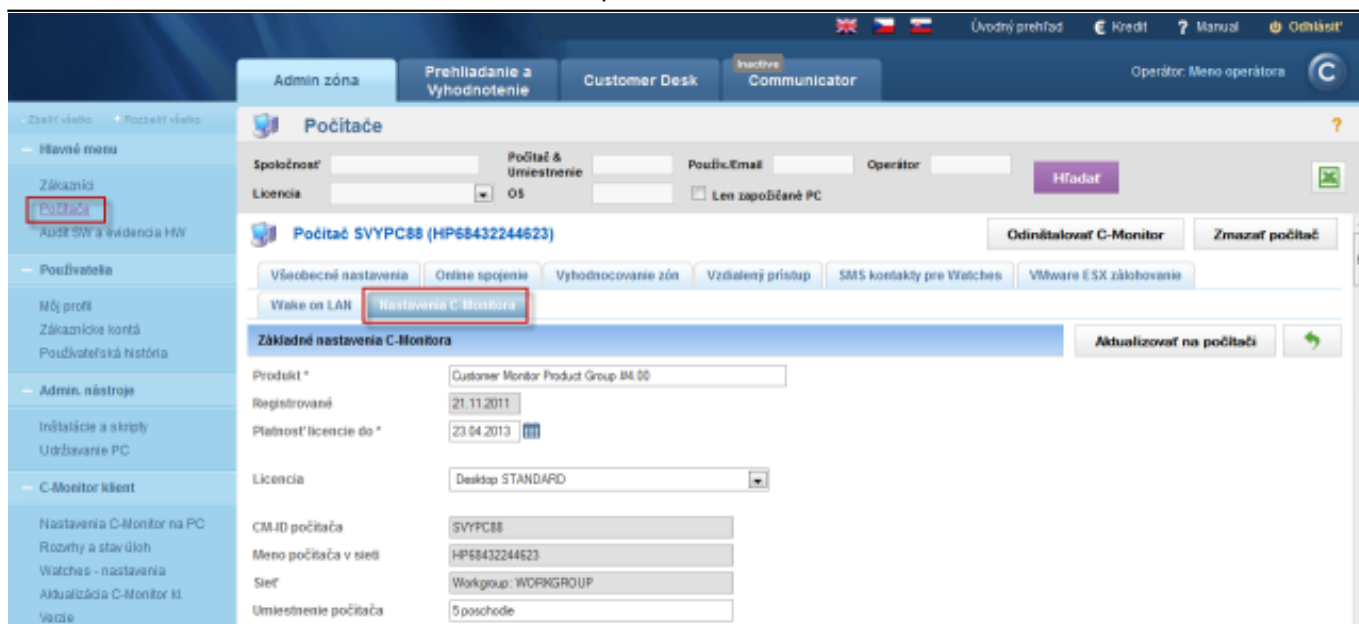 Úvodný prehľad € Kredit ? Manual Odhlásiť
Admin zóna
Prehliadanie a Vyhodnotenie
Customer Desk
Inactive
Communicator
Operátor: Meno operátora
Zbaliť všetko + Rozbaliť všetko
Počítače ?
Hlavné menu
Zákazníci
Počítače
Audit SW a evidencia HW
Používatelia
Môj profil
Zákaznícke kontá
Používateľská história
Admin. nástroje
Inštalácie a skripty
Udržiavanie PC
C-Monitor klient
Nastavenia C-Monitor na PC
Rozvrhy a stav úloh
Watches - nastavenia
Aktualizácia C-Monitor kl.
Verzie
Spoločnosť
Počítač & Umiestnenie
Použív./Email
Operátor
Hľadať
Licencia
OS
Len zapožičané PC
Počítač SVYPC88 (HP68432244623)
Odinštalovať C-Monitor
Zmazať počítač
Všeobecné nastavenia
Online spojenie
Vyhodnocovanie zón
Vzdialený prístup
SMS kontakty pre Watches
VMware ESX zálohovanie
Wake on LAN
Nastavenia C-Monitora
Základné nastavenia C-Monitora
Aktualizovať na počítači
Produkt * Customer Monitor Product Group II/4.00
Registrované 21.11.2011
Platnosť licencie do * 23.04.2013
Licencia Desktop STANDARD
CM-ID počítača SVYPC88
Meno počítača v sieti HP68432244623
Sieť Workgroup: WORKGROUP
Umiestnenie počítača 5 poschodie